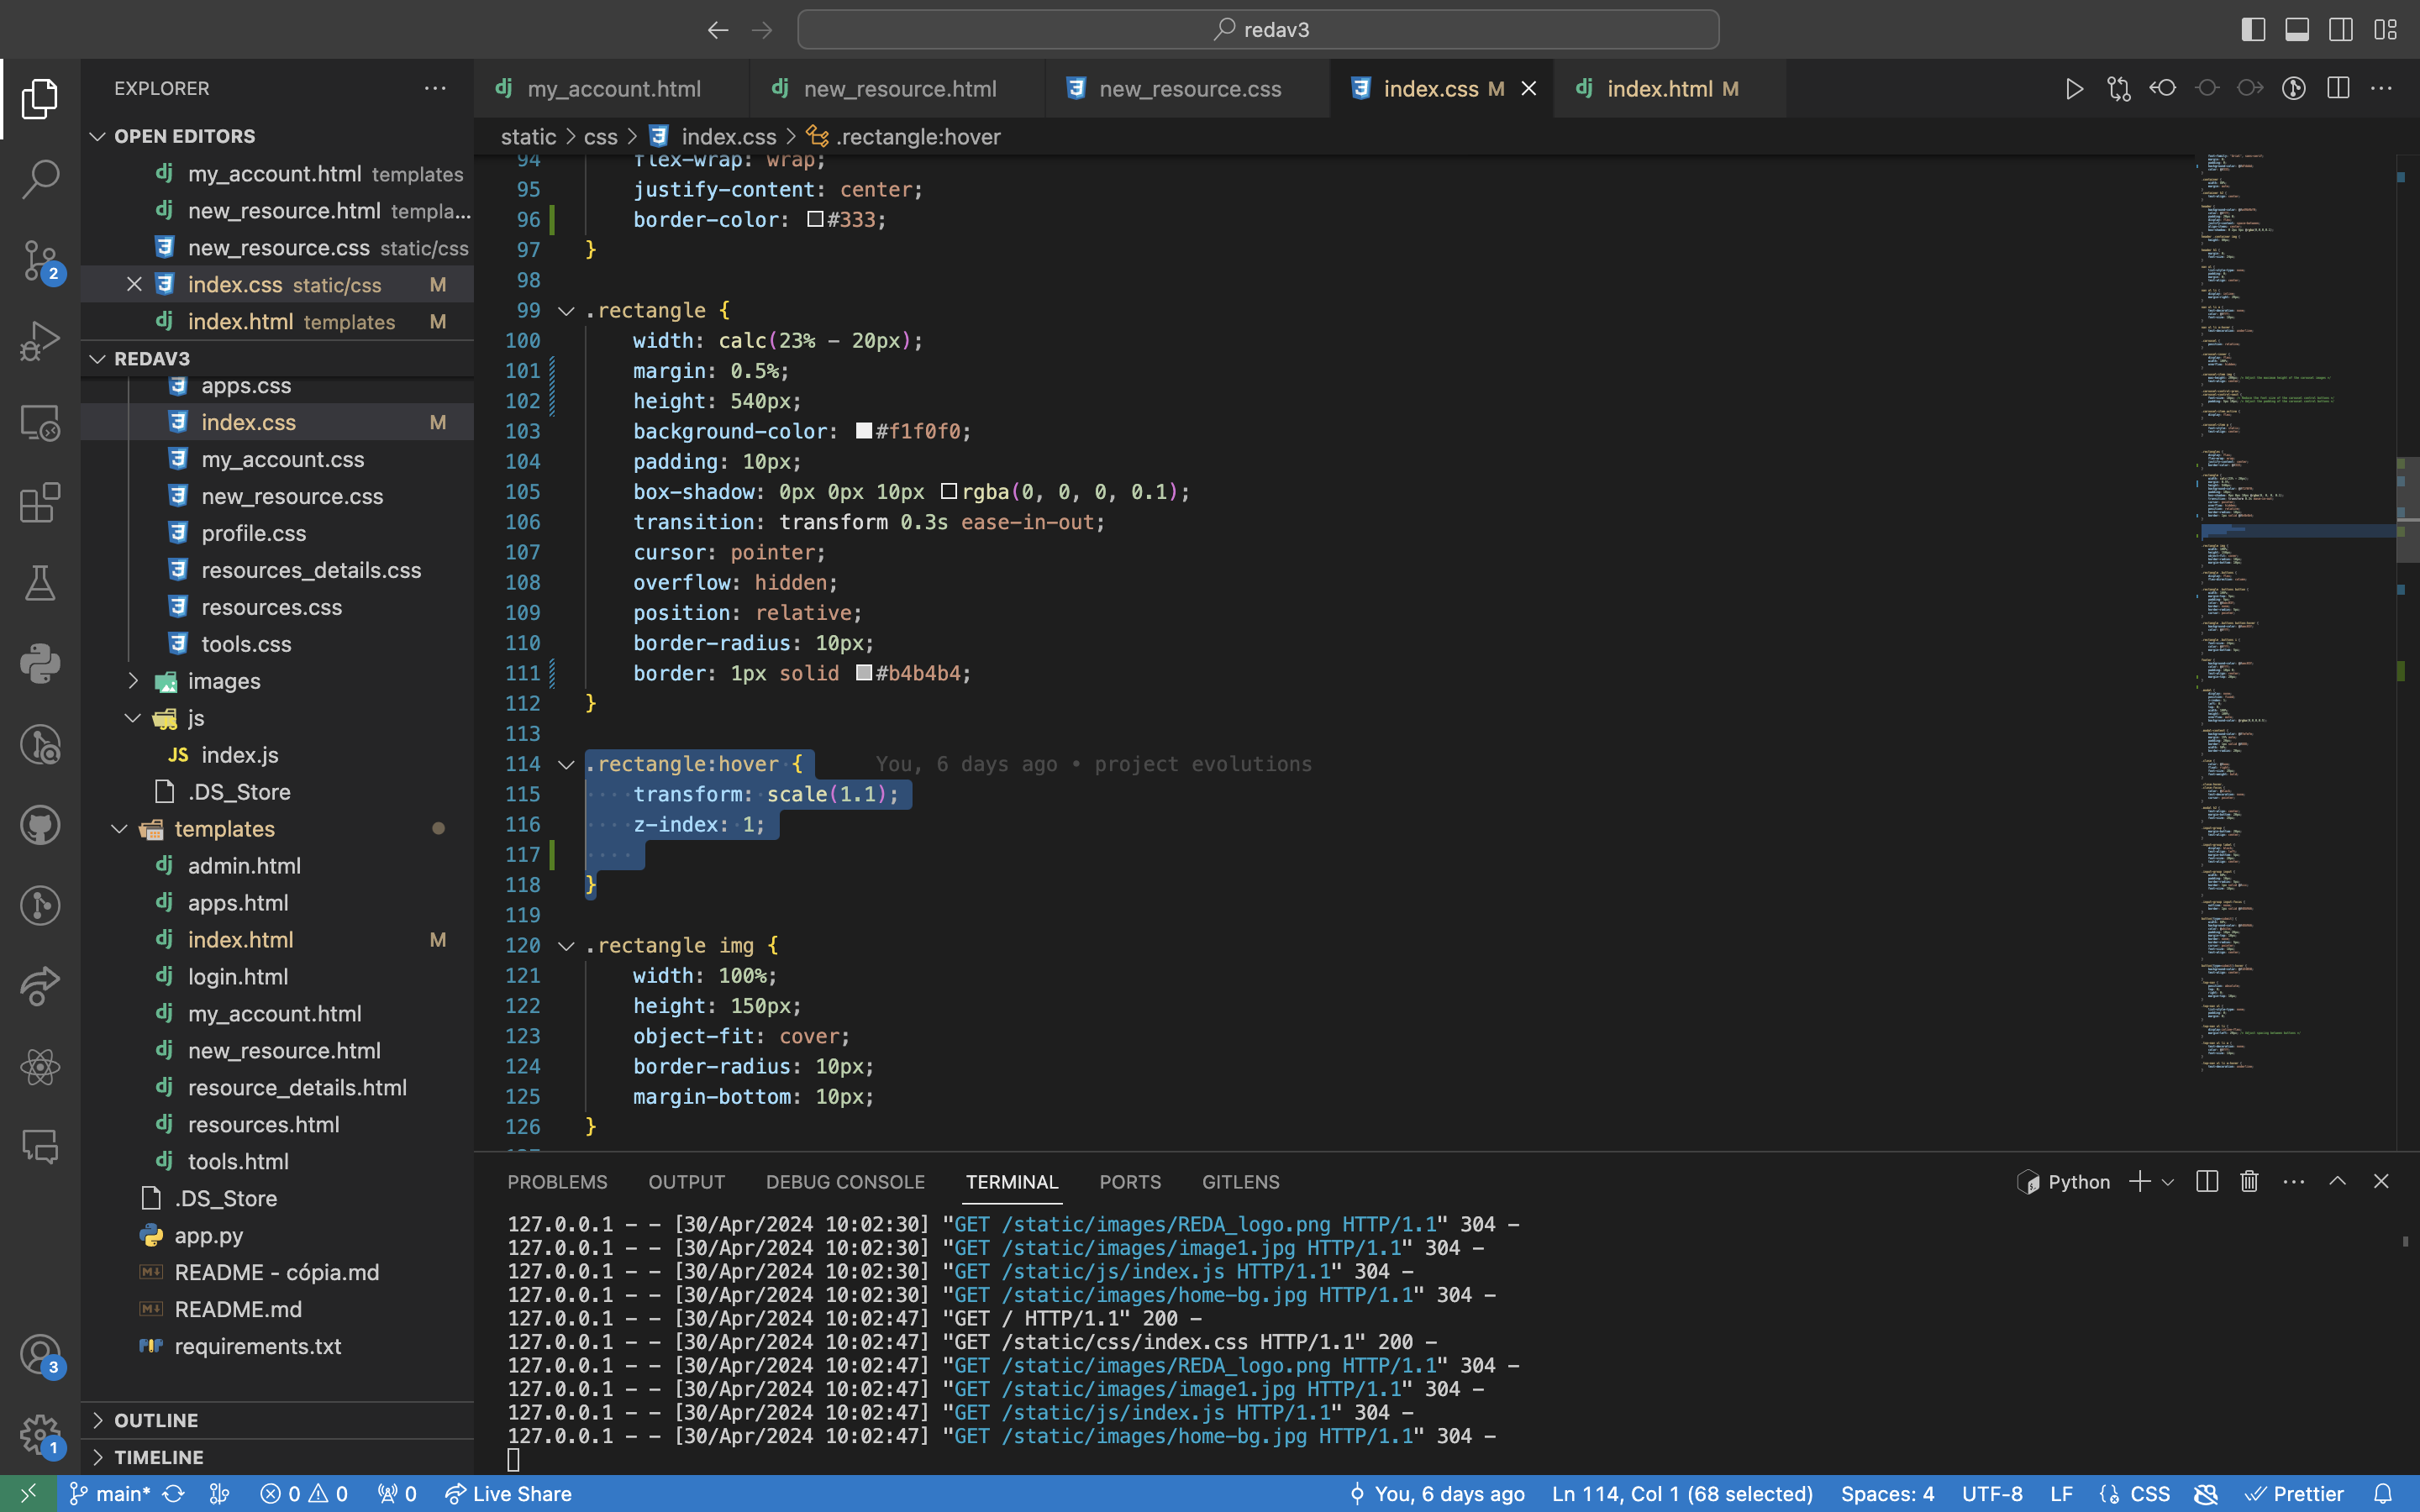 redav3
EXPLORER
my_account.html
new_resource.html
new_resource.css
index.css M
index.html M
static > css > index.css > .rectangle:hover
OPEN EDITORS
my_account.html templates
new_resource.html templa...
new_resource.css static/css
index.css static/css M
index.html templates M
REDAV3
apps.css
index.css M
my_account.css
new_resource.css
profile.css
resources_details.css
resources.css
tools.css
images
js
JS index.js
.DS_Store
templates
admin.html
apps.html
index.html M
login.html
my_account.html
new_resource.html
resource_details.html
resources.html
tools.html
.DS_Store
app.py
README - cópia.md
README.md
requirements.txt
OUTLINE
TIMELINE
2
3
1
94 flex-wrap: wrap;
95 justify-content: center;
96 border-color: #333;
97 }
98
99 .rectangle {
100 width: calc(23% - 20px);
101 margin: 0.5%;
102 height: 540px;
103 background-color: #f1f0f0;
104 padding: 10px;
105 box-shadow: 0px 0px 10px rgba(0, 0, 0, 0.1);
106 transition: transform 0.3s ease-in-out;
107 cursor: pointer;
108 overflow: hidden;
109 position: relative;
110 border-radius: 10px;
111 border: 1px solid #b4b4b4;
112 }
113
114 .rectangle:hover { You, 6 days ago • project evolutions
115 transform: scale(1.1);
116 z-index: 1;
117
118 }
119
120 .rectangle img {
121 width: 100%;
122 height: 150px;
123 object-fit: cover;
124 border-radius: 10px;
125 margin-bottom: 10px;
126 }
PROBLEMS OUTPUT DEBUG CONSOLE TERMINAL PORTS GITLENS
Python
127.0.0.1 - - [30/Apr/2024 10:02:30] "GET /static/images/REDA_logo.png HTTP/1.1" 304 -
127.0.0.1 - - [30/Apr/2024 10:02:30] "GET /static/images/image1.jpg HTTP/1.1" 304 -
127.0.0.1 - - [30/Apr/2024 10:02:30] "GET /static/js/index.js HTTP/1.1" 304 -
127.0.0.1 - - [30/Apr/2024 10:02:30] "GET /static/images/home-bg.jpg HTTP/1.1" 304 -
127.0.0.1 - - [30/Apr/2024 10:02:47] "GET / HTTP/1.1" 200 -
127.0.0.1 - - [30/Apr/2024 10:02:47] "GET /static/css/index.css HTTP/1.1" 200 -
127.0.0.1 - - [30/Apr/2024 10:02:47] "GET /static/images/REDA_logo.png HTTP/1.1" 304 -
127.0.0.1 - - [30/Apr/2024 10:02:47] "GET /static/images/image1.jpg HTTP/1.1" 304 -
127.0.0.1 - - [30/Apr/2024 10:02:47] "GET /static/js/index.js HTTP/1.1" 304 -
127.0.0.1 - - [30/Apr/2024 10:02:47] "GET /static/images/home-bg.jpg HTTP/1.1" 304 -
main* 0 0 0 Live Share You, 6 days ago Ln 114, Col 1 (68 selected) Spaces: 4 UTF-8 LF CSS Prettier